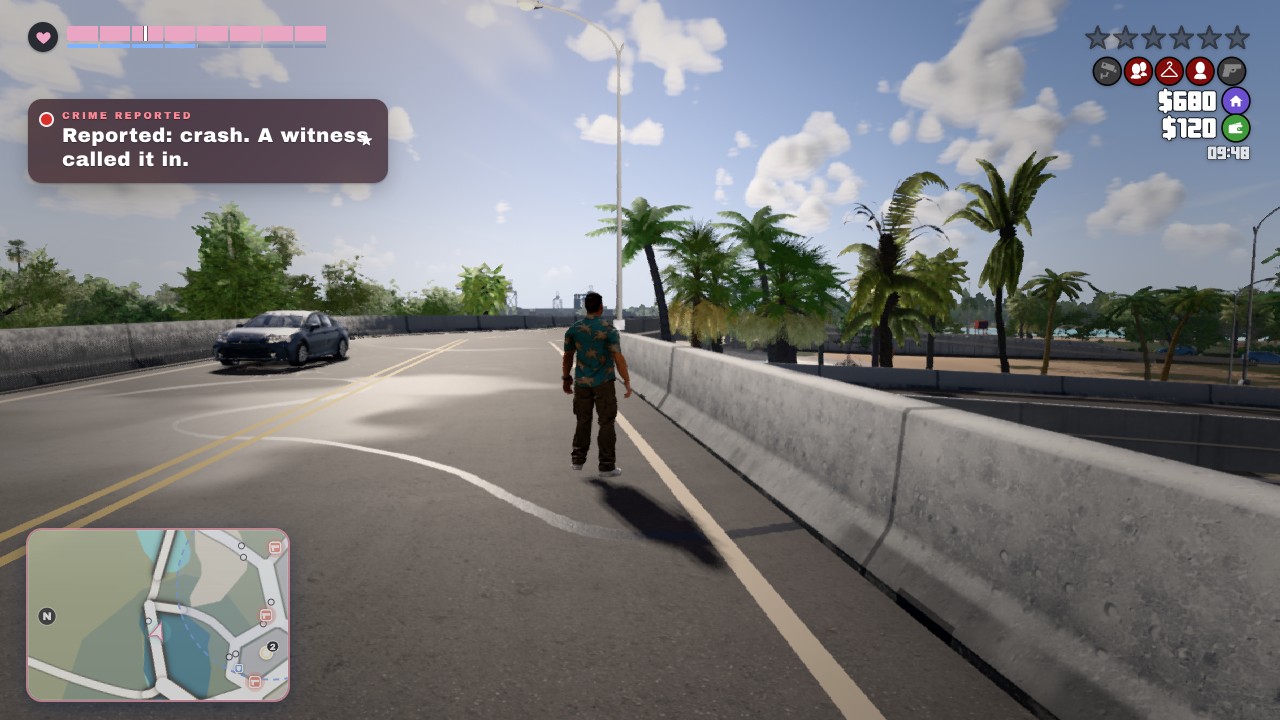 CRIME REPORTED
Reported: crash. A witness
called it in.
$680
$120
09:48
N
2